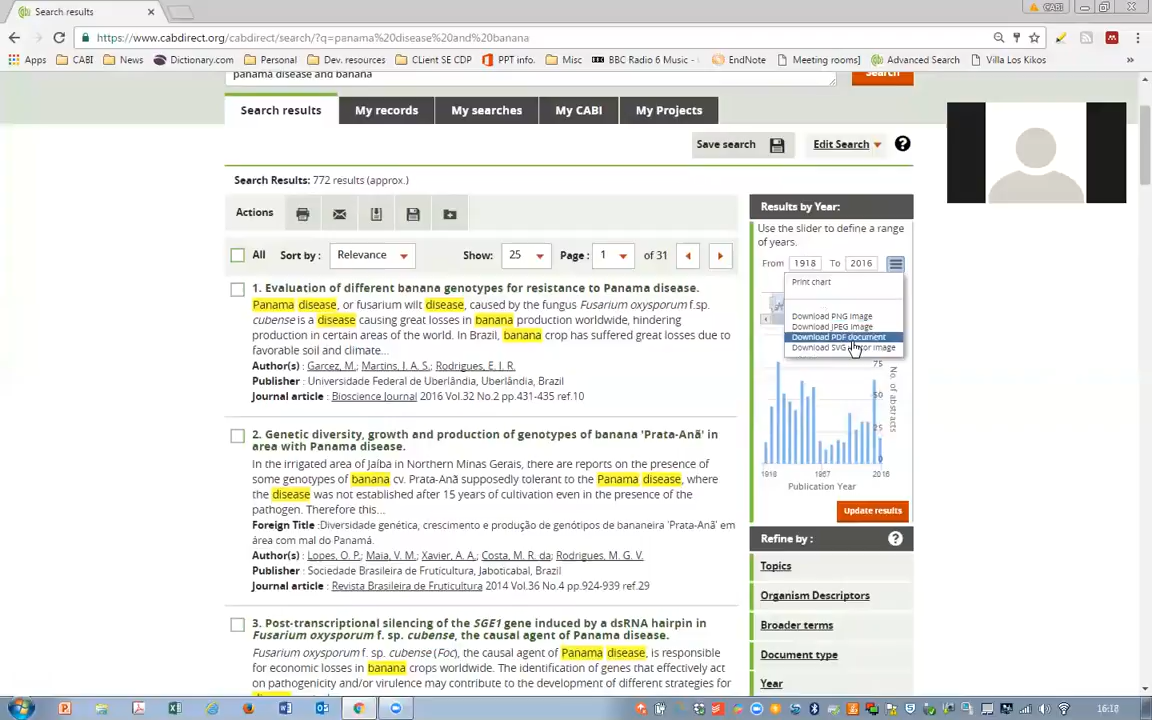 Search results
CABI
https://www.cabdirect.org/cabdirect/search/?q=panama%20disease%20and%20banana
Apps CABI News Dictionary.com Personal Dev. resources CLient SE CDP PPT info. Misc BBC Radio 6 Music - EndNote Meeting rooms] Advanced Search Villa Los Kikos
panama disease and banana
Search
Search results My records My searches My CABI My Projects
Save search Edit Search ?
Search Results: 772 results (approx.)
Actions
All Sort by : Relevance Show: 25 Page : 1 of 31
1. Evaluation of different banana genotypes for resistance to Panama disease.
Panama disease, or fusarium wilt disease, caused by the fungus Fusarium oxysporum f.sp.
cubense is a disease causing great losses in banana production worldwide, hindering
production in certain areas of the world. In Brazil, banana crop has suffered great losses due to
favorable soil and climate...
Author(s) : Garcez, M.; Martins, J. A. S.; Rodrigues, E. J. R.
Publisher : Universidade Federal de Uberlândia, Uberlândia, Brazil
Journal article : Bioscience Journal 2016 Vol.32 No.2 pp.431-435 ref.10
2. Genetic diversity, growth and production of genotypes of banana 'Prata-Anã' in
area with Panama disease.
In the irrigated area of Jaíba in Northern Minas Gerais, there are reports on the presence of
some genotypes of banana cv. Prata-Anã supposedly tolerant to the Panama disease, where
the disease was not established after 15 years of cultivation even in the presence of the
pathogen. Therefore this...
Foreign Title :Diversidade genética, crescimento e produção de genótipos de bananeira 'Prata-Anã' em
área com mal do Panamá.
Author(s) : Lopes, O. P.; Maia, V. M.; Xavier, A. A.; Costa, M. R. da; Rodrigues, M. G. V.
Publisher : Sociedade Brasileira de Fruticultura, Jaboticabal, Brazil
Journal article : Revista Brasileira de Fruticultura 2014 Vol.36 No.4 pp.924-939 ref.29
3. Post-transcriptional silencing of the SGE1 gene induced by a dsRNA hairpin in
Fusarium oxysporum f. sp. cubense, the causal agent of Panama disease.
Fusarium oxysporum f. sp. cubense (Foc), the causal agent of Panama disease, is responsible
for economic losses in banana crops worldwide. The identification of genes that effectively act
on pathogenicity and/or virulence may contribute to the development of different strategies for
Results by Year:
Use the slider to define a range
of years.
From 1918 To 2016
Print chart
Download PNG image
Download JPEG image
Download PDF document
Download SVG image
75
50
25
0
No. of abstracts
1918 1967 2016
Publication Year
Update results
Refine by : ?
Topics
Organism Descriptors
Broader terms
Document type
Year
16:18